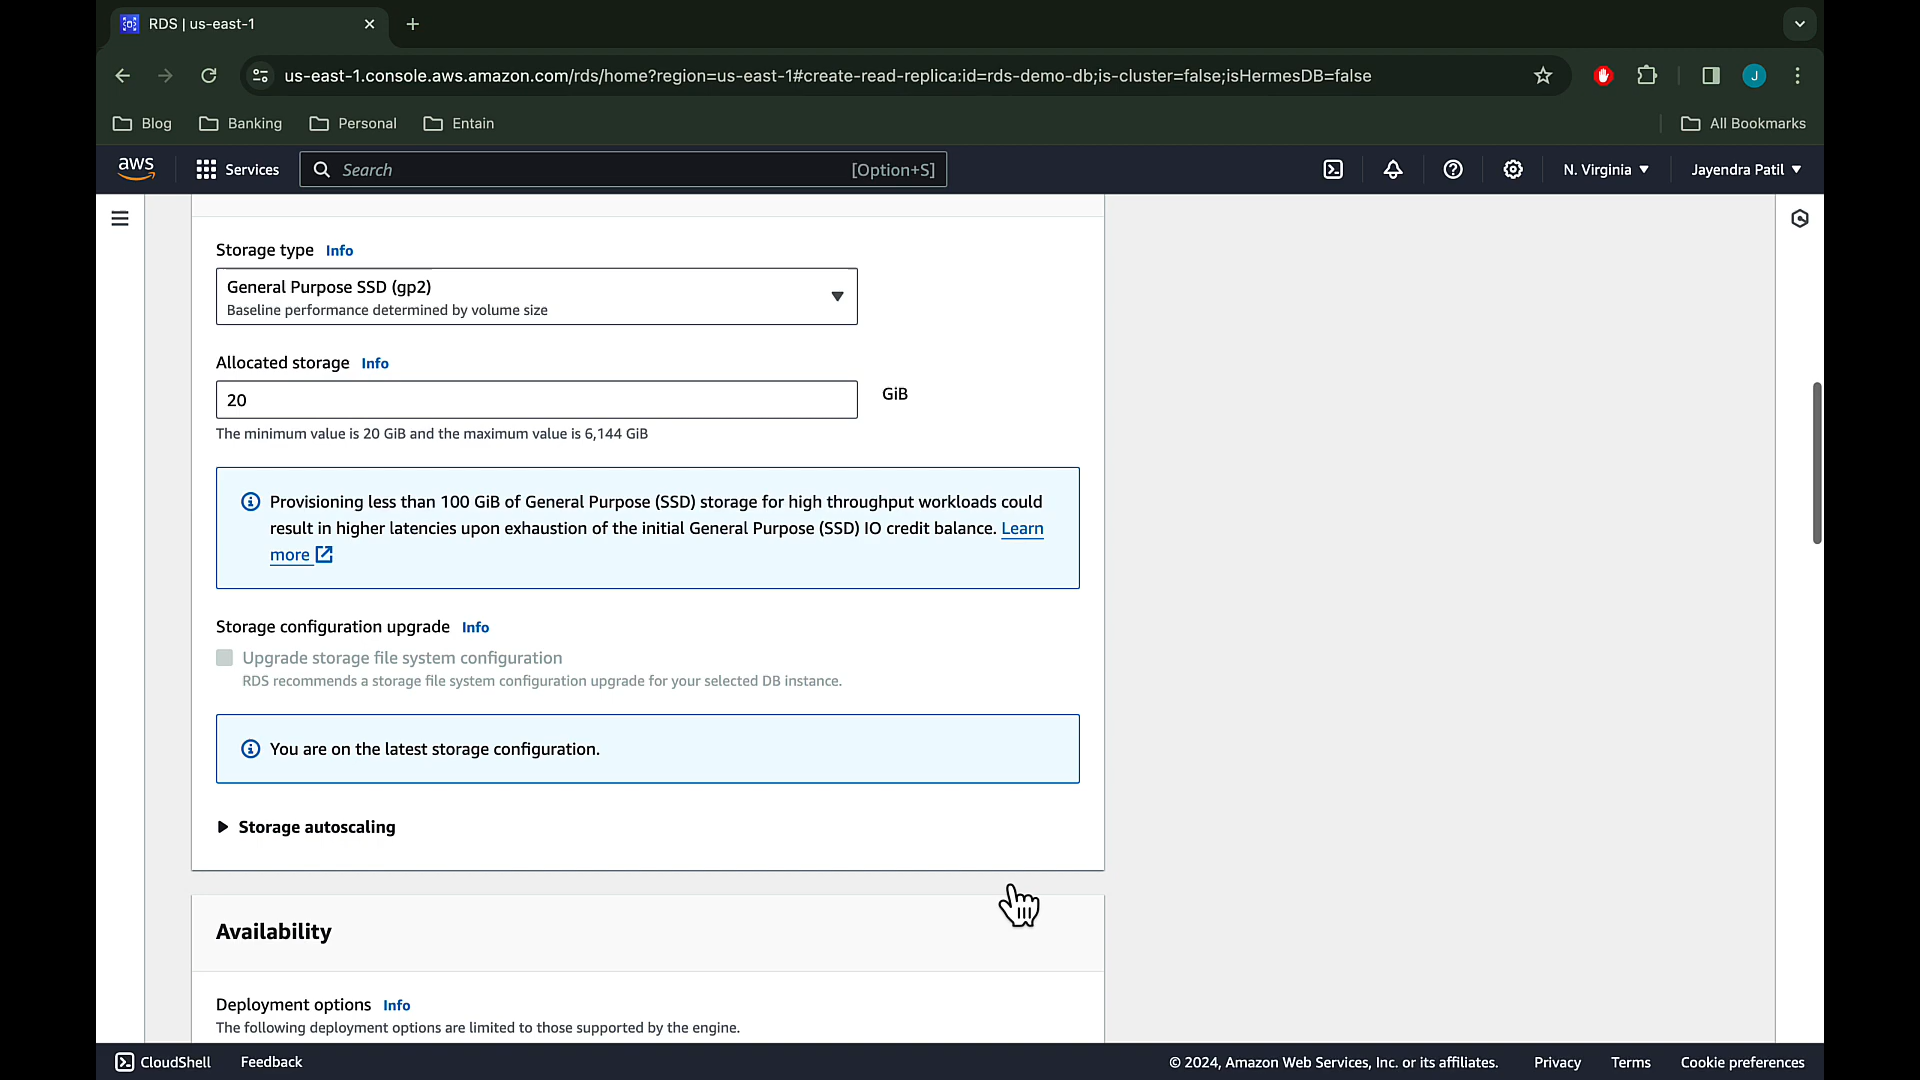 RDS | us-east-1
us-east-1.console.aws.amazon.com/rds/home?region=us-east-1#create-read-replica:id=rds-demo-db;is-cluster=false;isHermesDB=false
J
Blog
Banking
Personal
Entain
All Bookmarks
aws
Services
Search
[Option+S]
N. Virginia
Jayendra Patil
Storage type Info
General Purpose SSD (gp2)
Baseline performance determined by volume size
Allocated storage Info
20
GiB
The minimum value is 20 GiB and the maximum value is 6,144 GiB
Provisioning less than 100 GiB of General Purpose (SSD) storage for high throughput workloads could
result in higher latencies upon exhaustion of the initial General Purpose (SSD) IO credit balance. Learn
more
Storage configuration upgrade Info
Upgrade storage file system configuration
RDS recommends a storage file system configuration upgrade for your selected DB instance.
You are on the latest storage configuration.
Storage autoscaling
Availability
Deployment options Info
The following deployment options are limited to those supported by the engine.
CloudShell
Feedback
© 2024, Amazon Web Services, Inc. or its affiliates.
Privacy
Terms
Cookie preferences